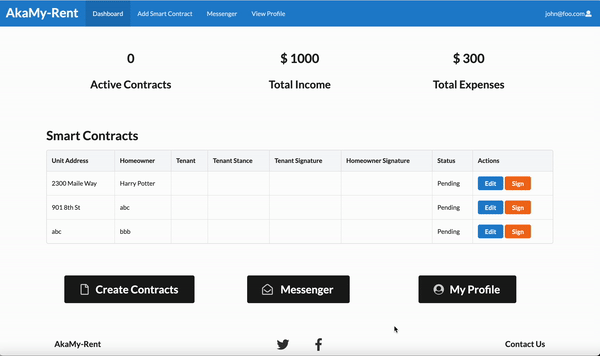 AkaMy-Rent Dashboard Add Smart Contract Messenger View Profile john@foo.com
0 $ 1000 $ 300
Active Contracts Total Income Total Expenses
Smart Contracts
Unit Address Homeowner Tenant Tenant Stance Tenant Signature Homeowner Signature Status Actions
2300 Maile Way Harry Potter Pending Edit Sign
901 8th St abc Pending Edit Sign
abc bbb Pending Edit Sign
Create Contracts Messenger My Profile
AkaMy-Rent Contact Us